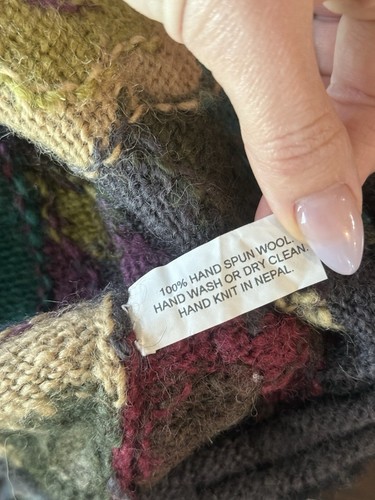 100% HAND SPUN WOOL.
HAND WASH OR DRY CLEAN.
HAND KNIT IN NEPAL.